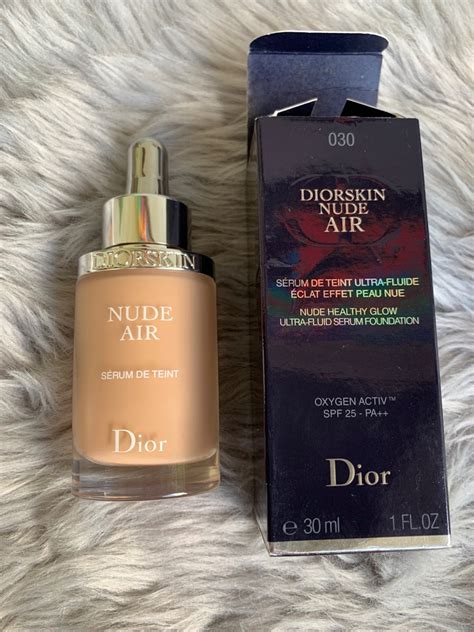 DIORSKIN
NUDE
AIR
SÉRUM DE TEINT
Dior
030
DIORSKIN
NUDE
AIR
SÉRUM DE TEINT ULTRA-FLUIDE
ÉCLAT EFFET PEAU NUE
NUDE HEALTHY GLOW
ULTRA-FLUID SERUM FOUNDATION
OXYGEN ACTIV™
SPF 25 - PA++
Dior
℮ 30 ml 1 FL.OZ